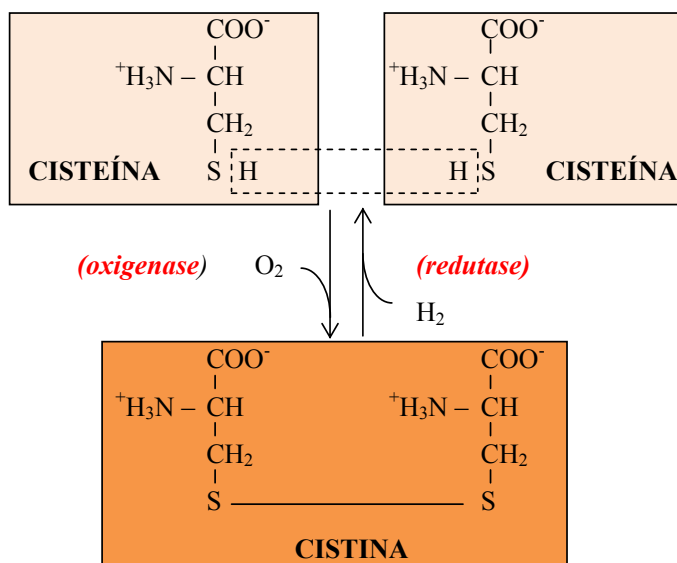 COO⁻ COO⁻
⁺H₃N – CH ⁺H₃N – CH
CH₂ CH₂
CISTEÍNA S H H S CISTEÍNA
(oxigenase) O₂ (redutase)
H₂
COO⁻ COO⁻
⁺H₃N – CH ⁺H₃N – CH
CH₂ CH₂
S S
CISTINA